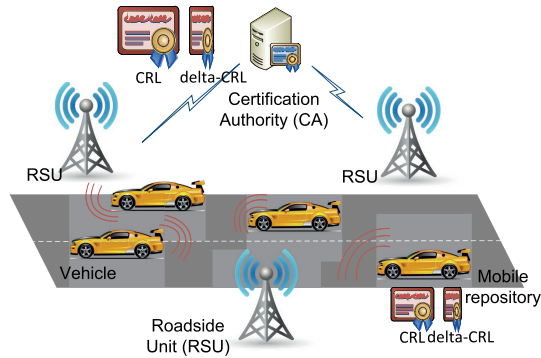 CRL delta-CRL
Certification
Authority (CA)
RSU
RSU
Vehicle
Mobile
repository
Roadside
Unit (RSU)
CRL delta-CRL